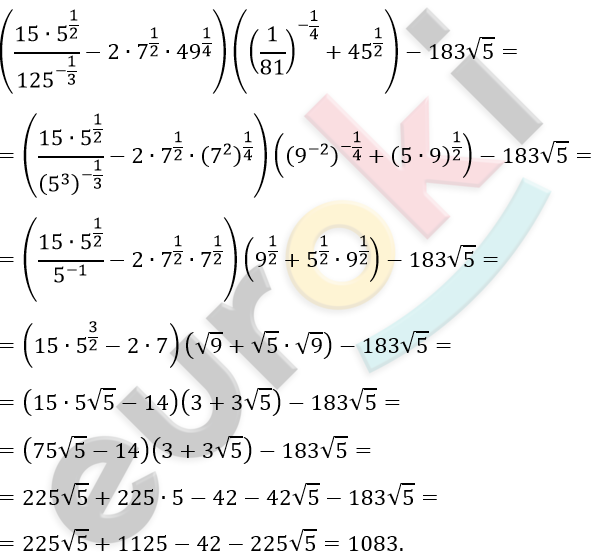 (15 · 5^(1/2) / 125^(−1/3) − 2 · 7^(1/2) · 49^(1/4)) ((1/81)^(−1/4) + 45^(1/2)) − 183√5 =
= (15 · 5^(1/2) / (5³)^(−1/3) − 2 · 7^(1/2) · (7²)^(1/4)) ((9⁻²)^(−1/4) + (5 · 9)^(1/2)) − 183√5 =
= (15 · 5^(1/2) / 5⁻¹ − 2 · 7^(1/2) · 7^(1/2)) (9^(1/2) + 5^(1/2) · 9^(1/2)) − 183√5 =
= (15 · 5^(3/2) − 2 · 7) (√9 + √5 · √9) − 183√5 =
= (15 · 5√5 − 14)(3 + 3√5) − 183√5 =
= (75√5 − 14)(3 + 3√5) − 183√5 =
= 225√5 + 225 · 5 − 42 − 42√5 − 183√5 =
= 225√5 + 1125 − 42 − 225√5 = 1083.
euroki